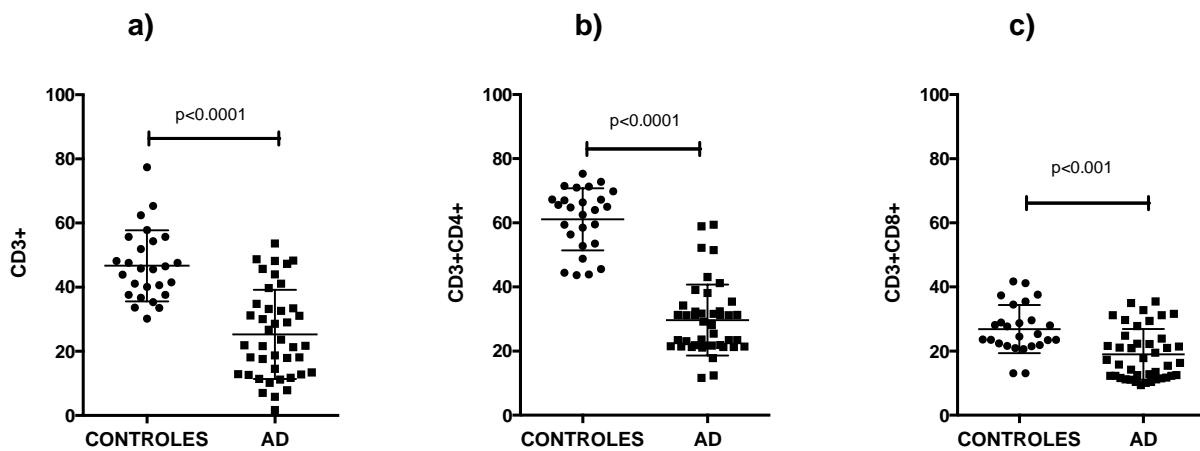 a)
CD3+
100
80
60
40
20
0
p<0.0001
CONTROLES AD
b)
CD3+CD4+
100
80
60
40
20
0
p<0.0001
CONTROLES AD
c)
CD3+CD8+
100
80
60
40
20
0
p<0.001
CONTROLES AD